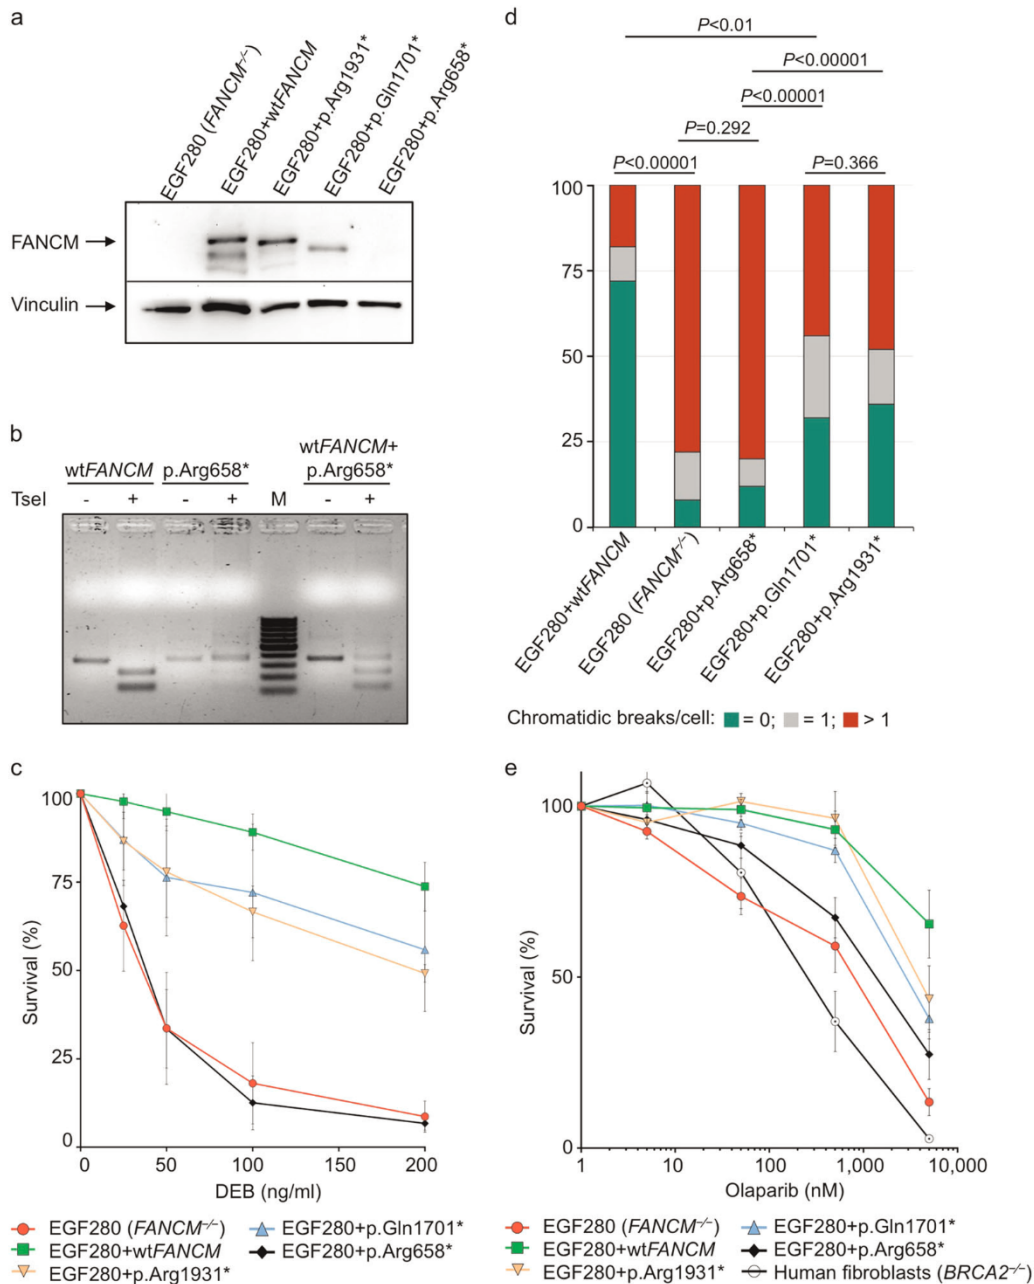 a
EGF280 (FANCM-/-)
EGF280+wtFANCM
EGF280+p.Arg1931*
EGF280+p.Gln1701*
EGF280+p.Arg658*
FANCM
Vinculin
b
wtFANCM p.Arg658* wtFANCM+
p.Arg658*
TseI - + - + M - +
c
100
75
50
25
0
Survival (%)
0 50 100 150 200
DEB (ng/ml)
EGF280 (FANCM-/-)
EGF280+wtFANCM
EGF280+p.Arg1931*
EGF280+p.Gln1701*
EGF280+p.Arg658*
d
P<0.01
P<0.00001
P<0.00001
P=0.292
P<0.00001
P=0.366
100
75
50
25
0
EGF280+wtFANCM
EGF280 (FANCM-/-)
EGF280+p.Arg658*
EGF280+p.Gln1701*
EGF280+p.Arg1931*
Chromatidic breaks/cell: = 0; = 1; > 1
e
100
75
50
25
0
Survival (%)
1 10 100 1,000 10,000
Olaparib (nM)
EGF280 (FANCM-/-)
EGF280+wtFANCM
EGF280+p.Arg1931*
EGF280+p.Gln1701*
EGF280+p.Arg658*
Human fibroblasts (BRCA2-/-)